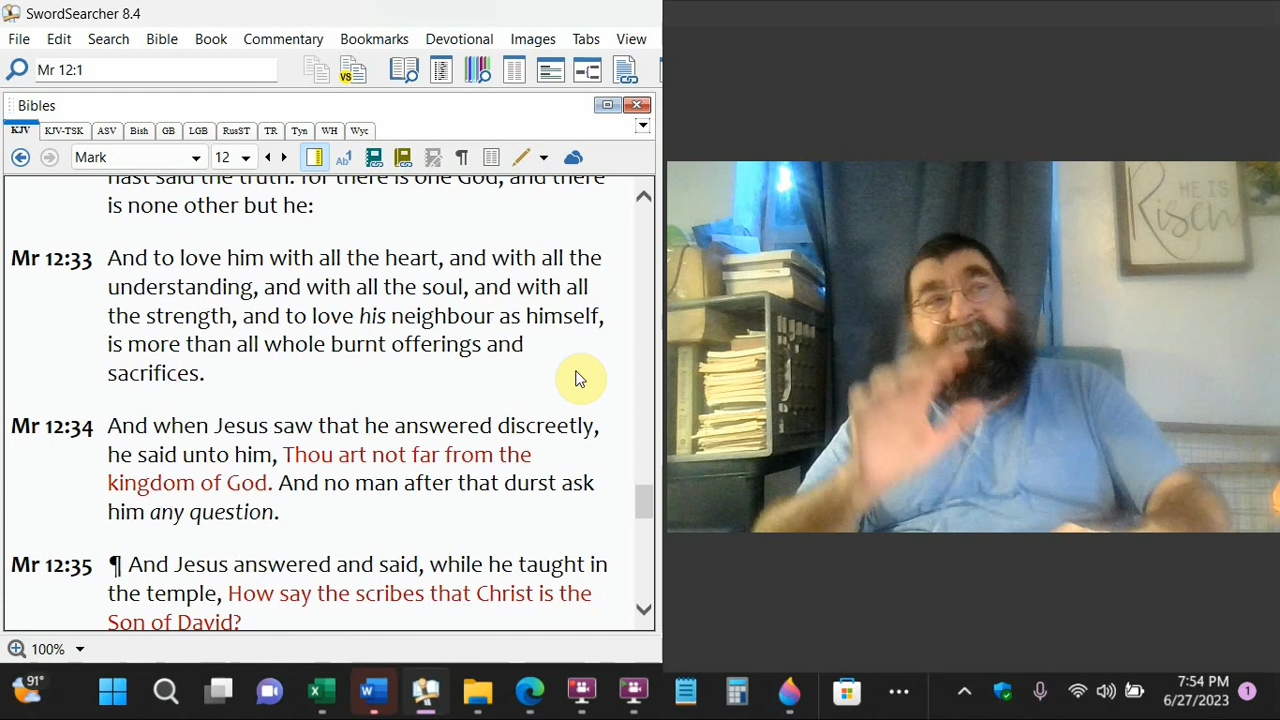 SwordSearcher 8.4
File Edit Search Bible Book Commentary Bookmarks Devotional Images Tabs View
Mr 12:1
VS
Bibles
KJV KJV-TSK ASV Bish GB LGB RusST TR Tyn WH Wyc
Mark 12
hast said the truth: for there is one God; and there
is none other but he:
Mr 12:33 And to love him with all the heart, and with all the
understanding, and with all the soul, and with all
the strength, and to love his neighbour as himself,
is more than all whole burnt offerings and
sacrifices.
Mr 12:34 And when Jesus saw that he answered discreetly,
he said unto him, Thou art not far from the
kingdom of God. And no man after that durst ask
him any question.
Mr 12:35 ¶ And Jesus answered and said, while he taught in
the temple, How say the scribes that Christ is the
Son of David?
100%
HE IS
Risen
91°
7:54 PM
6/27/2023
1